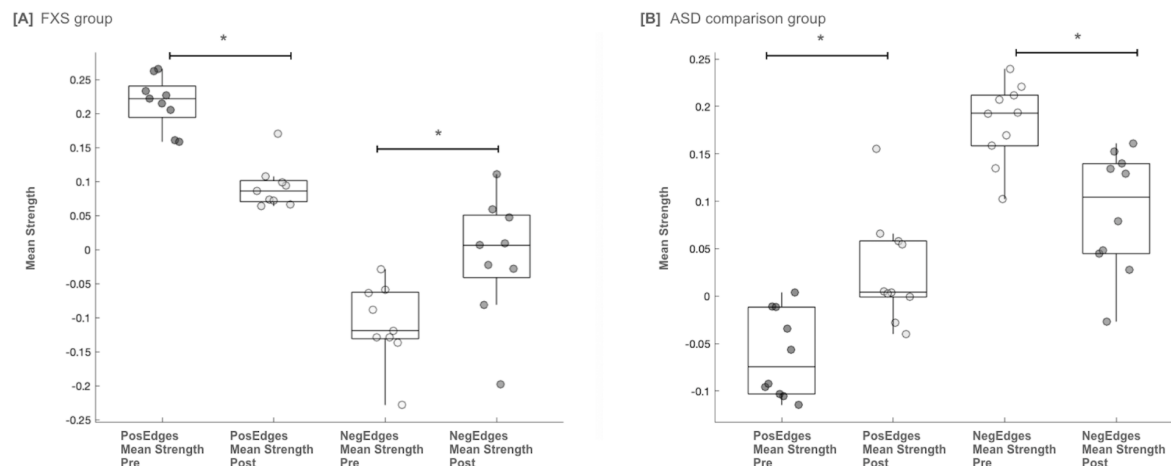 [A] FXS group
*
*
Mean Strength
0.25
0.2
0.15
0.1
0.05
0
-0.05
-0.1
-0.15
-0.2
-0.25
PosEdges
Mean Strength
Pre
PosEdges
Mean Strength
Post
NegEdges
Mean Strength
Pre
NegEdges
Mean Strength
Post
[B] ASD comparison group
*
*
Mean Strength
0.25
0.2
0.15
0.1
0.05
0
-0.05
-0.1
PosEdges
Mean Strength
Pre
PosEdges
Mean Strength
Post
NegEdges
Mean Strength
Pre
NegEdges
Mean Strength
Post